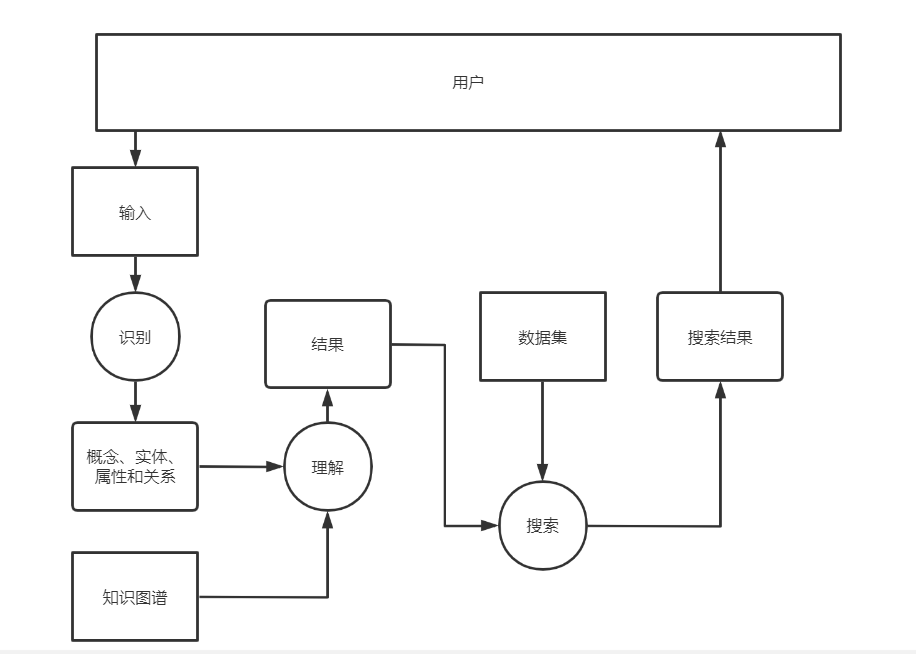 用户
输入
识别
结果
数据集
搜索结果
概念、实体、
属性和关系
理解
搜索
知识图谱